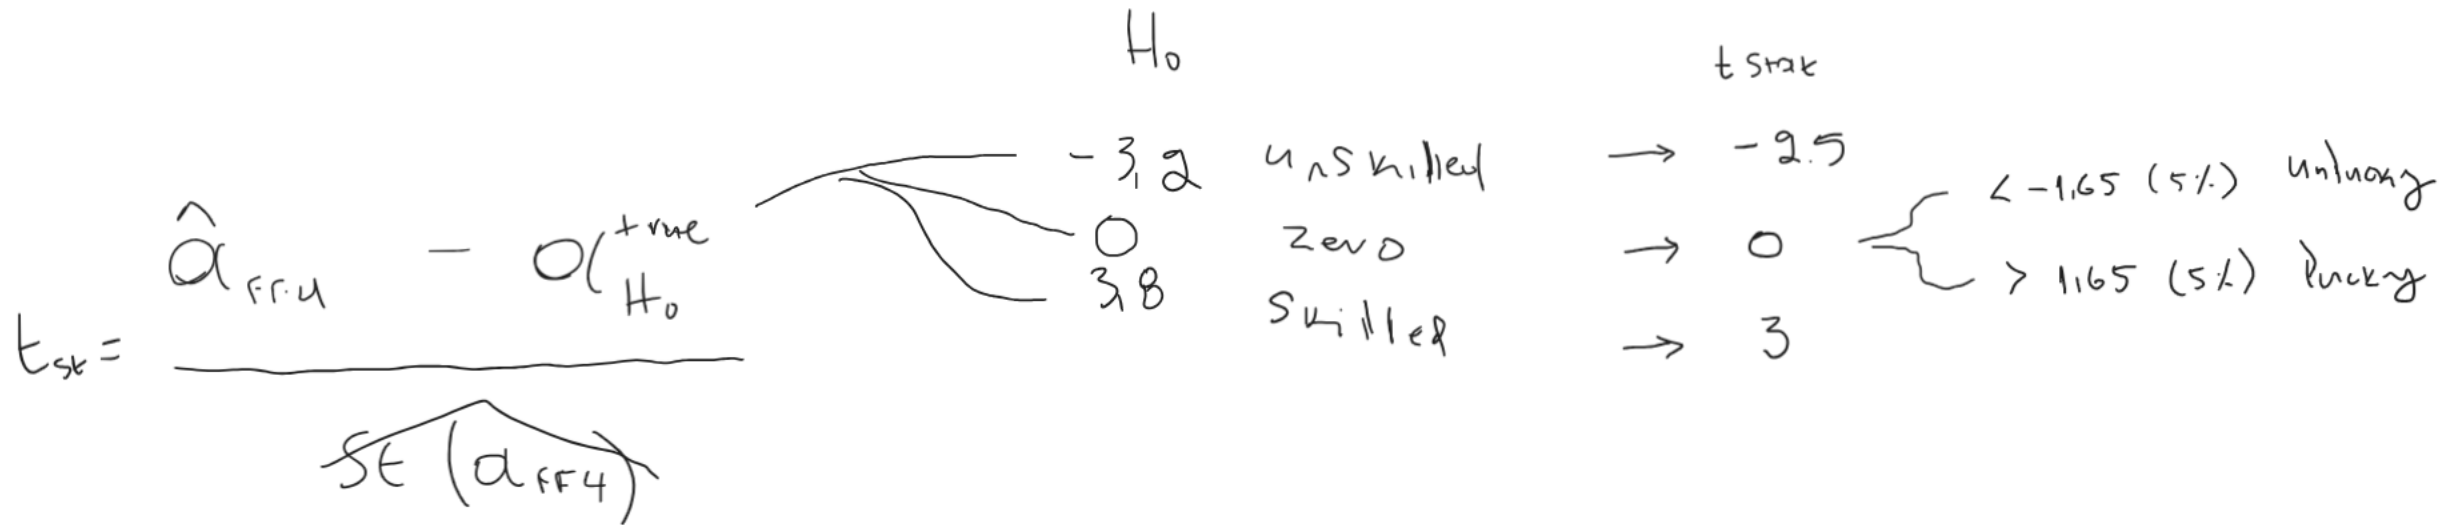 H₀
t stat
-3,2 unskilled → -2.5
< -1,65 (5%) unlucky
0 zero → 0
> 1,65 (5%) lucky
3,8 skilled → 3
t_st = (â_FF4 - α^true_H₀) / SE(α_FF4)